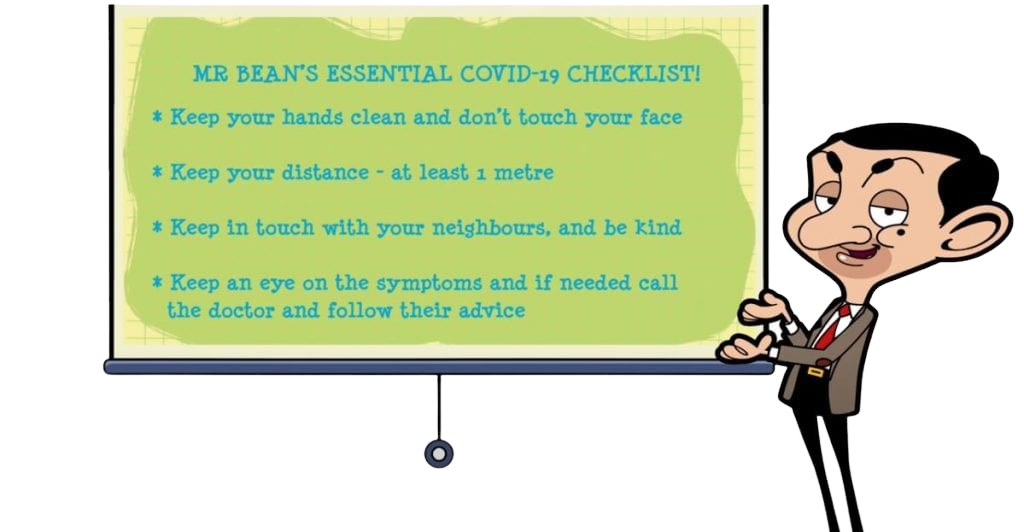 MR BEAN'S ESSENTIAL COVID-19 CHECKLIST!
* Keep your hands clean and don't touch your face
* Keep your distance - at least 1 metre
* Keep in touch with your neighbours, and be kind
* Keep an eye on the symptoms and if needed call
the doctor and follow their advice